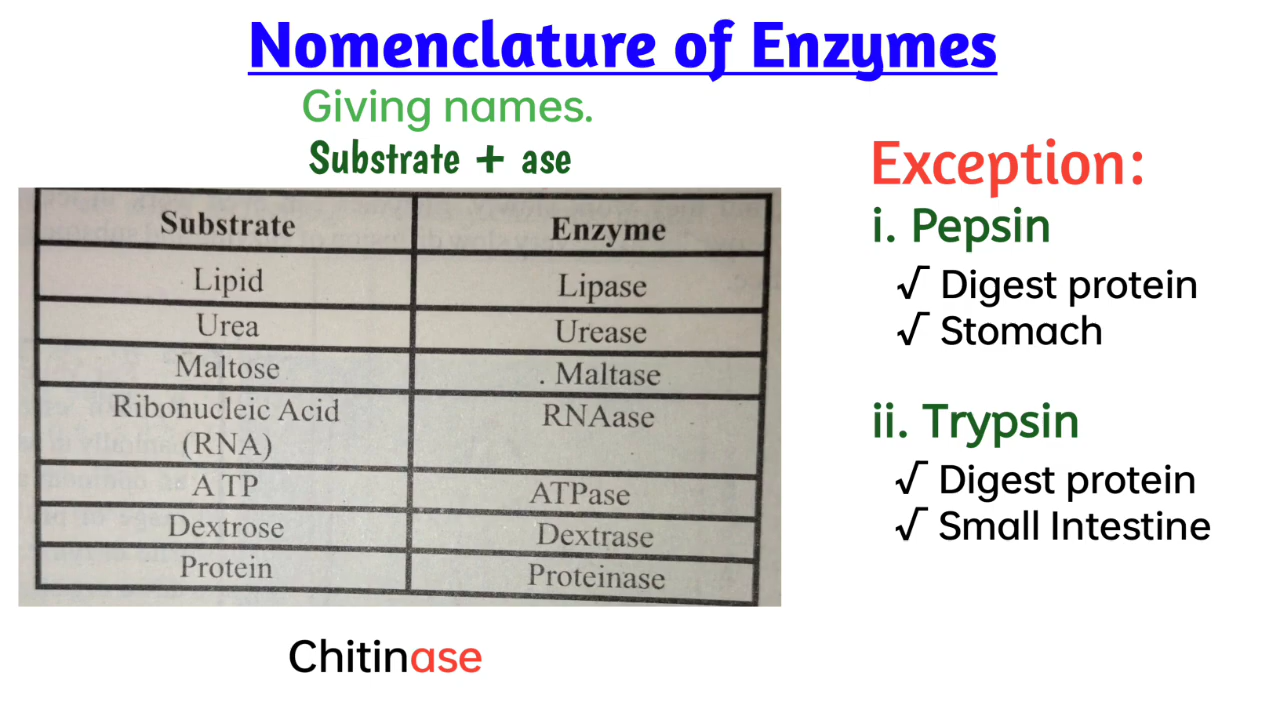 Nomenclature of Enzymes
Giving names.
Substrate + ase
Substrate Enzyme
Lipid Lipase
Urea Urease
Maltose . Maltase
Ribonucleic Acid RNAase
(RNA)
ATP ATPase
Dextrose Dextrase
Protein Proteinase
Chitinase
Exception:
i. Pepsin
√ Digest protein
√ Stomach
ii. Trypsin
√ Digest protein
√ Small Intestine